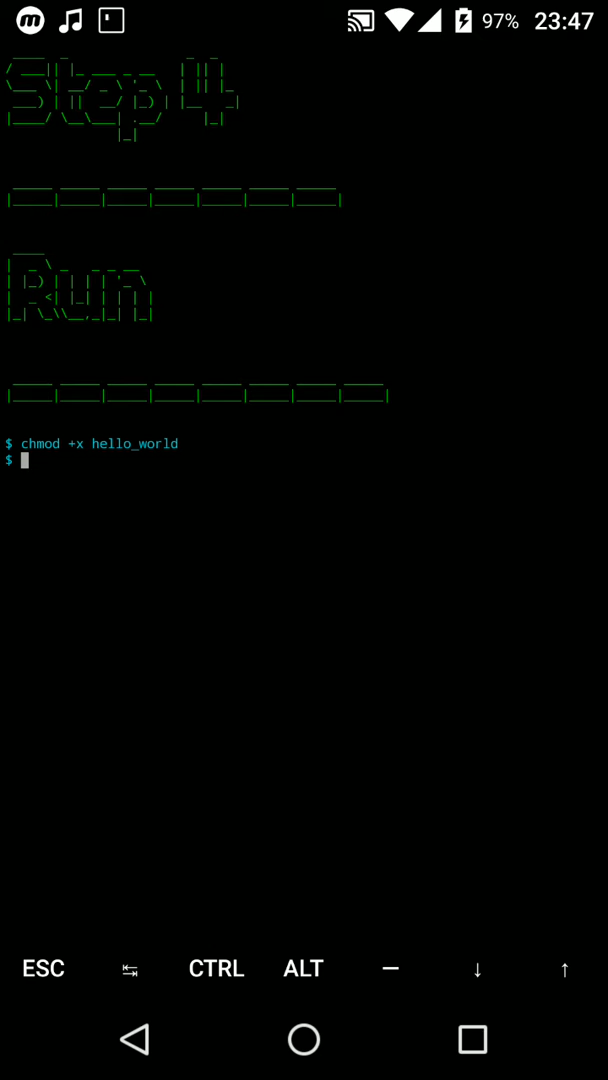 97% 23:47
Step 4
Run
$ chmod +x hello_world
$
ESC ↹ CTRL ALT — ↓ ↑